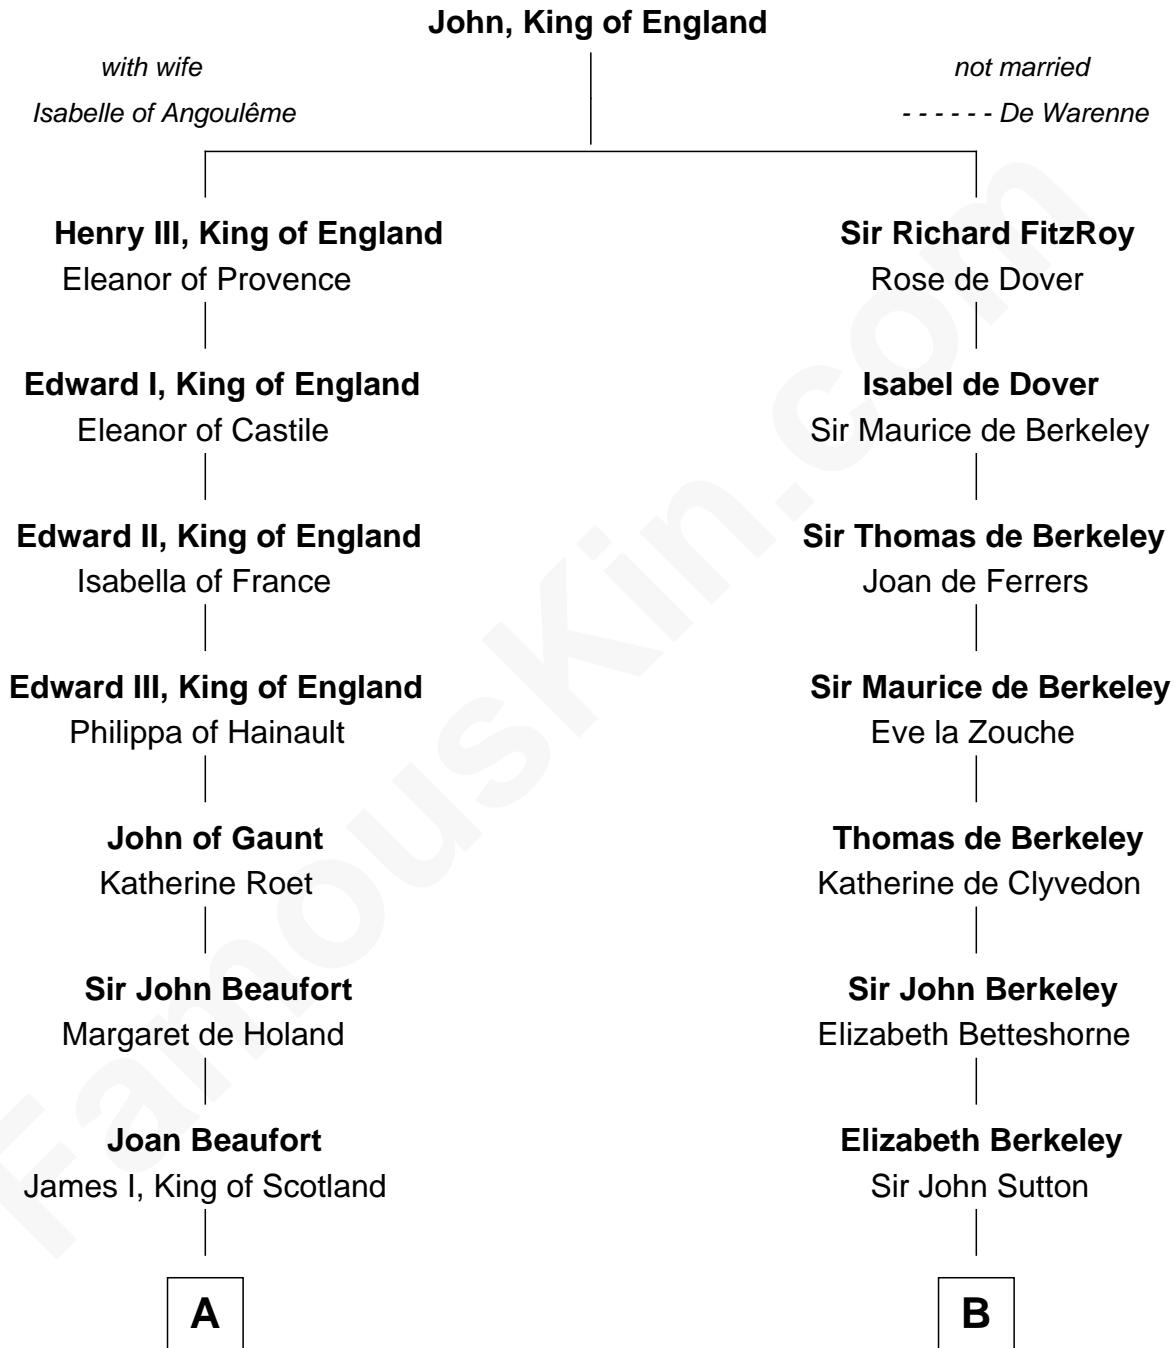 John, King of England
with wife
Isabelle of Angoulême
not married
- - - - - - De Warenne
Henry III, King of England
Eleanor of Provence
Sir Richard FitzRoy
Rose de Dover
Edward I, King of England
Eleanor of Castile
Isabel de Dover
Sir Maurice de Berkeley
Edward II, King of England
Isabella of France
Sir Thomas de Berkeley
Joan de Ferrers
Edward III, King of England
Philippa of Hainault
Sir Maurice de Berkeley
Eve la Zouche
John of Gaunt
Katherine Roet
Thomas de Berkeley
Katherine de Clyvedon
Sir John Beaufort
Margaret de Holand
Sir John Berkeley
Elizabeth Betteshorne
Joan Beaufort
James I, King of Scotland
Elizabeth Berkeley
Sir John Sutton
A
B
FamousKin.com